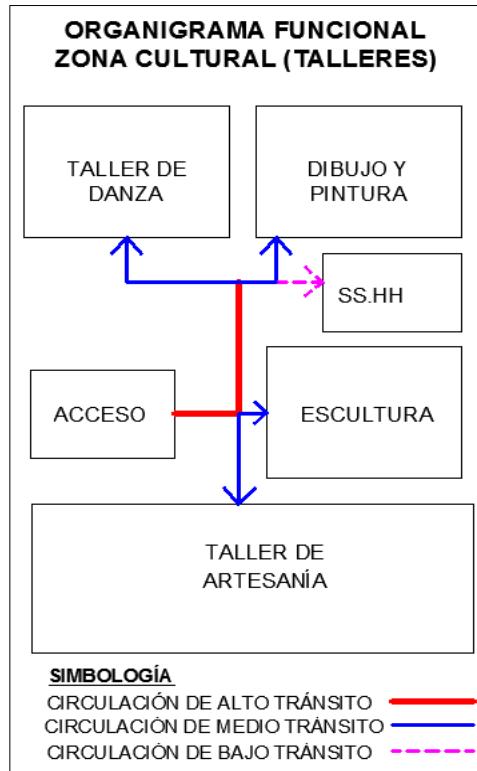 ORGANIGRAMA FUNCIONAL
ZONA CULTURAL (TALLERES)
TALLER DE
DANZA
DIBUJO Y
PINTURA
SS.HH
ACCESO
ESCULTURA
TALLER DE
ARTESANÍA
SIMBOLOGÍA
CIRCULACIÓN DE ALTO TRÁNSITO
CIRCULACIÓN DE MEDIO TRÁNSITO
CIRCULACIÓN DE BAJO TRÁNSITO